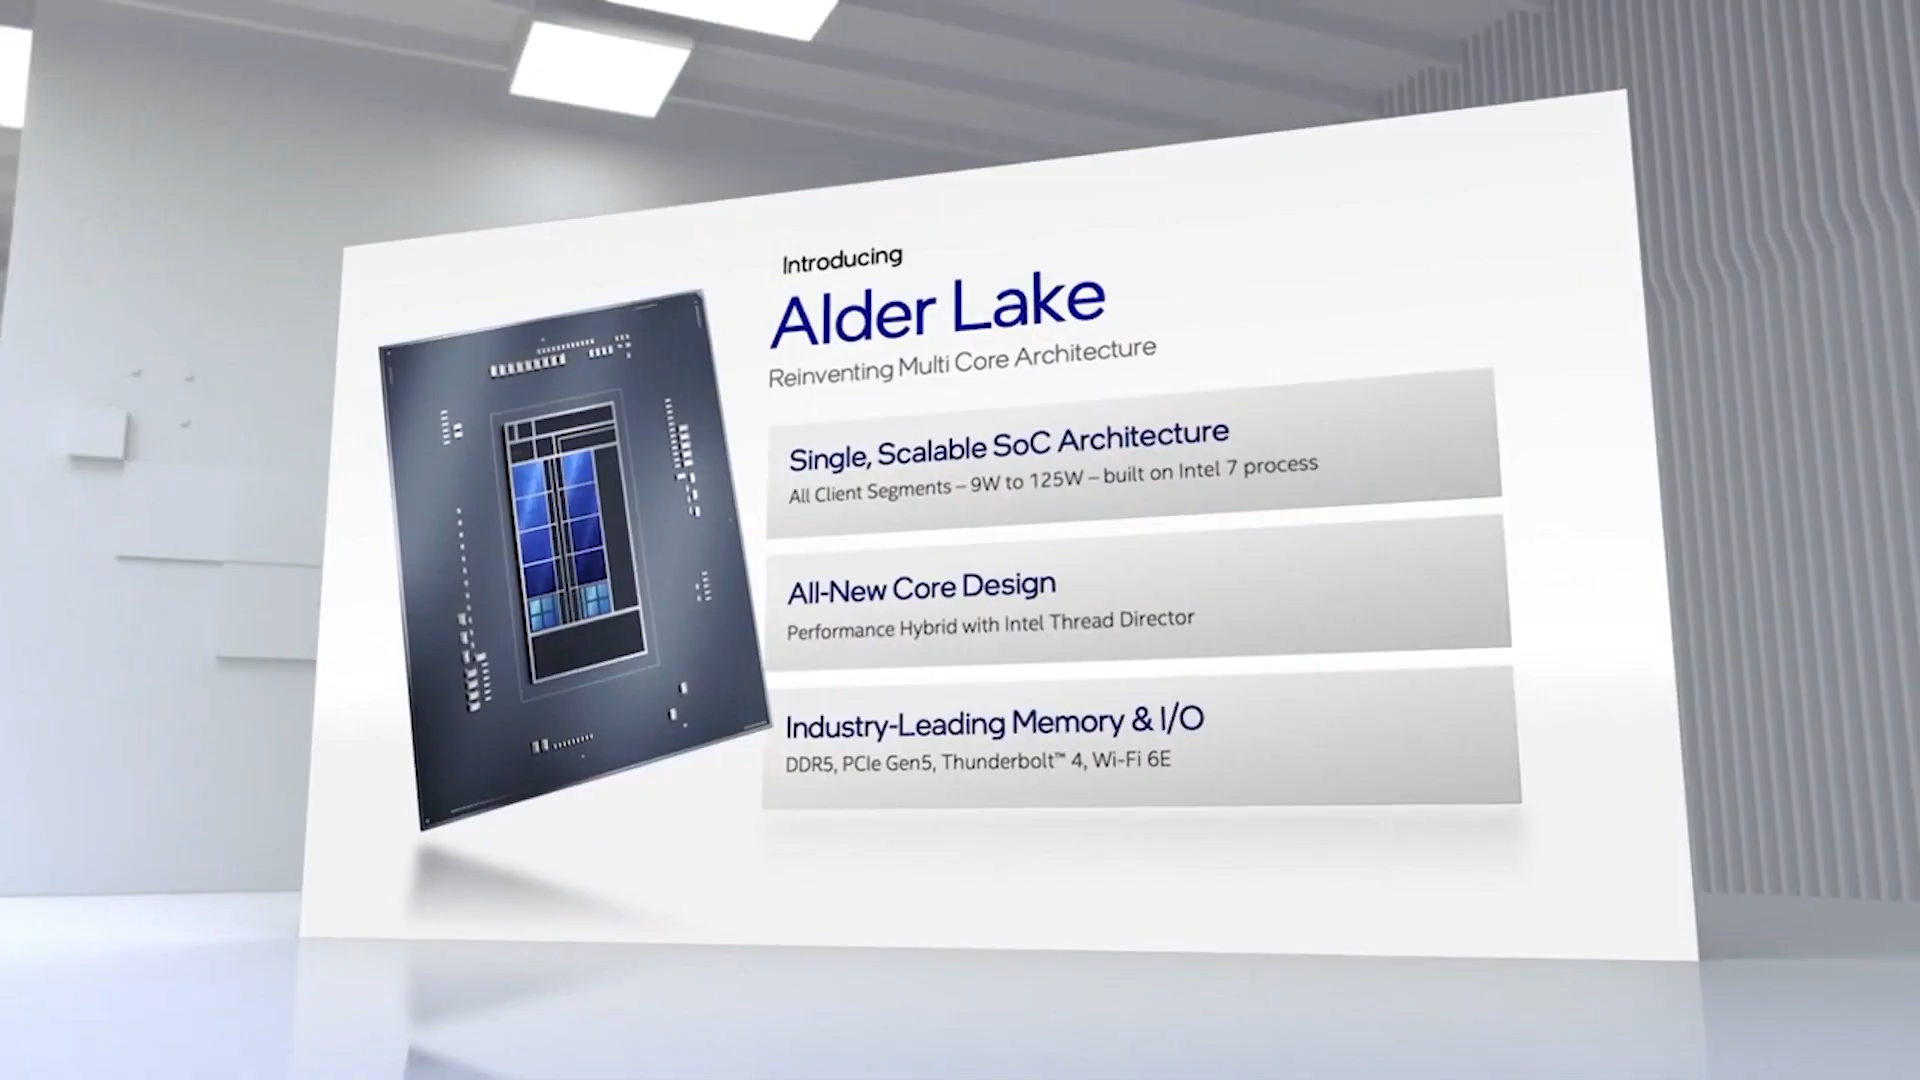 Introducing
Alder Lake
Reinventing Multi Core Architecture
Single, Scalable SoC Architecture
All Client Segments – 9W to 125W – built on Intel 7 process
All-New Core Design
Performance Hybrid with Intel Thread Director
Industry-Leading Memory & I/O
DDR5, PCIe Gen5, Thunderbolt™ 4, Wi-Fi 6E